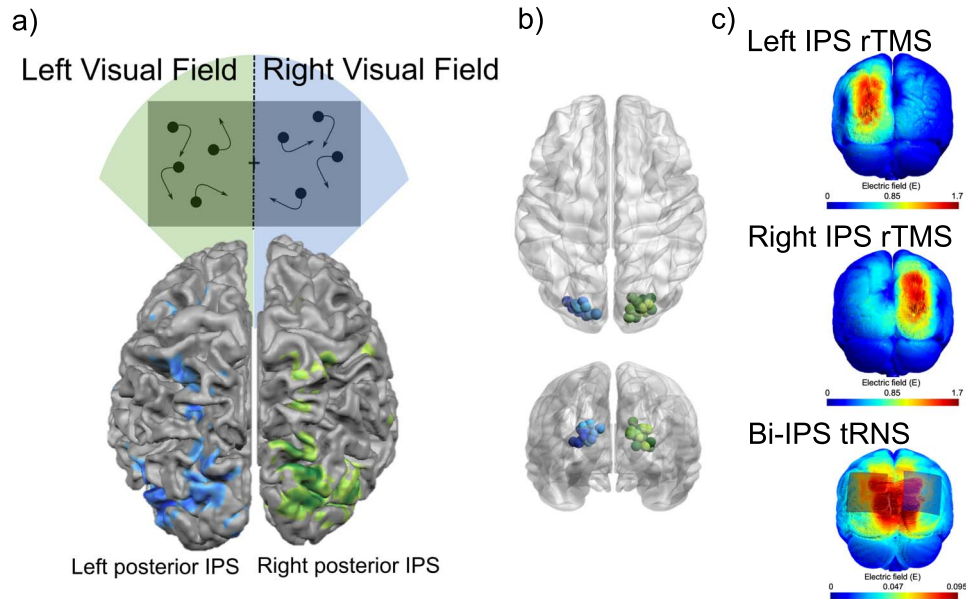 a)
Left Visual Field
Right Visual Field
Left posterior IPS
Right posterior IPS
b)
c)
Left IPS rTMS
Electric field (E)
0 0.85 1.7
Right IPS rTMS
Electric field (E)
0 0.85 1.7
Bi-IPS tRNS
Electric field (E)
0 0.047 0.095